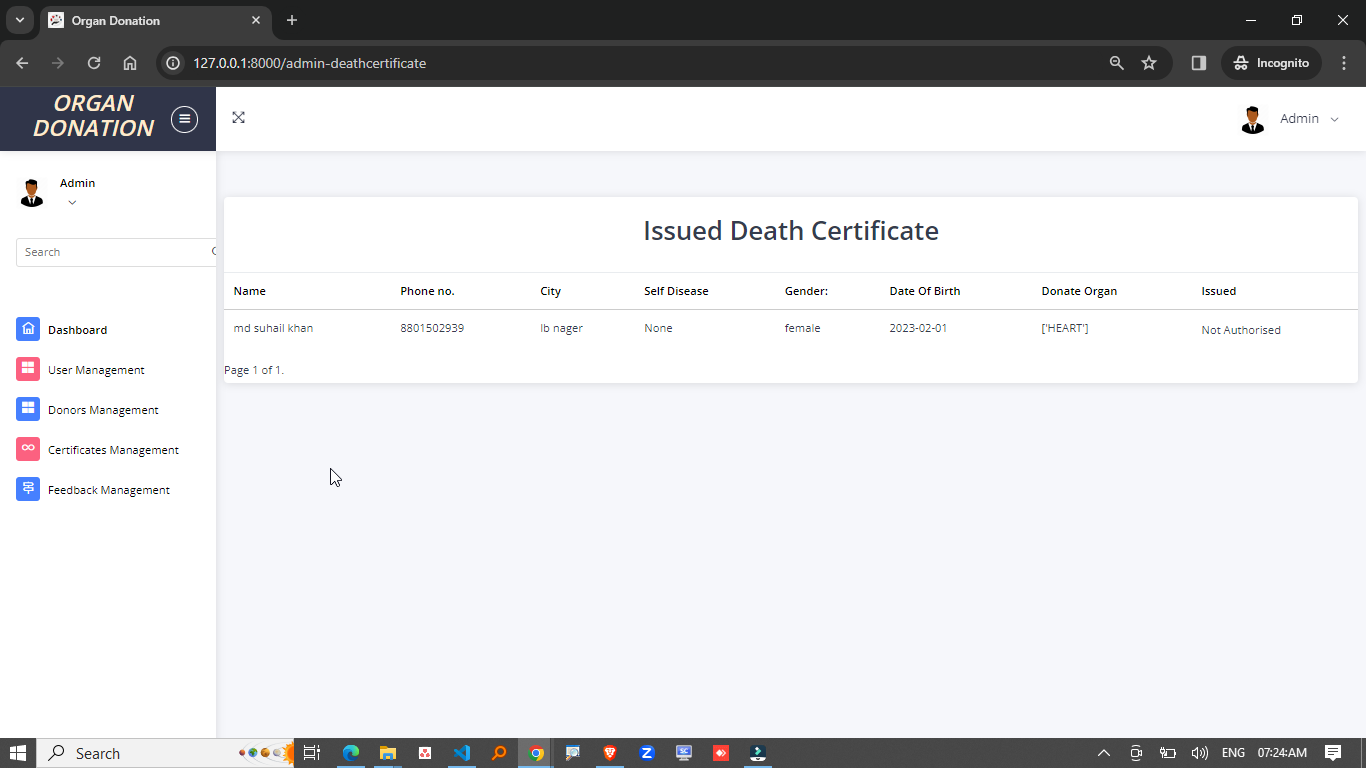 Organ Donation
127.0.0.1:8000/admin-deathcertificate
Incognito
ORGAN
DONATION
Admin
Admin
Search
Dashboard
User Management
Donors Management
Certificates Management
Feedback Management
Issued Death Certificate
Name Phone no. City Self Disease Gender: Date Of Birth Donate Organ Issued
md suhail khan 8801502939 lb nager None female 2023-02-01 ['HEART'] Not Authorised
Page 1 of 1.
Search
ENG 07:24AM